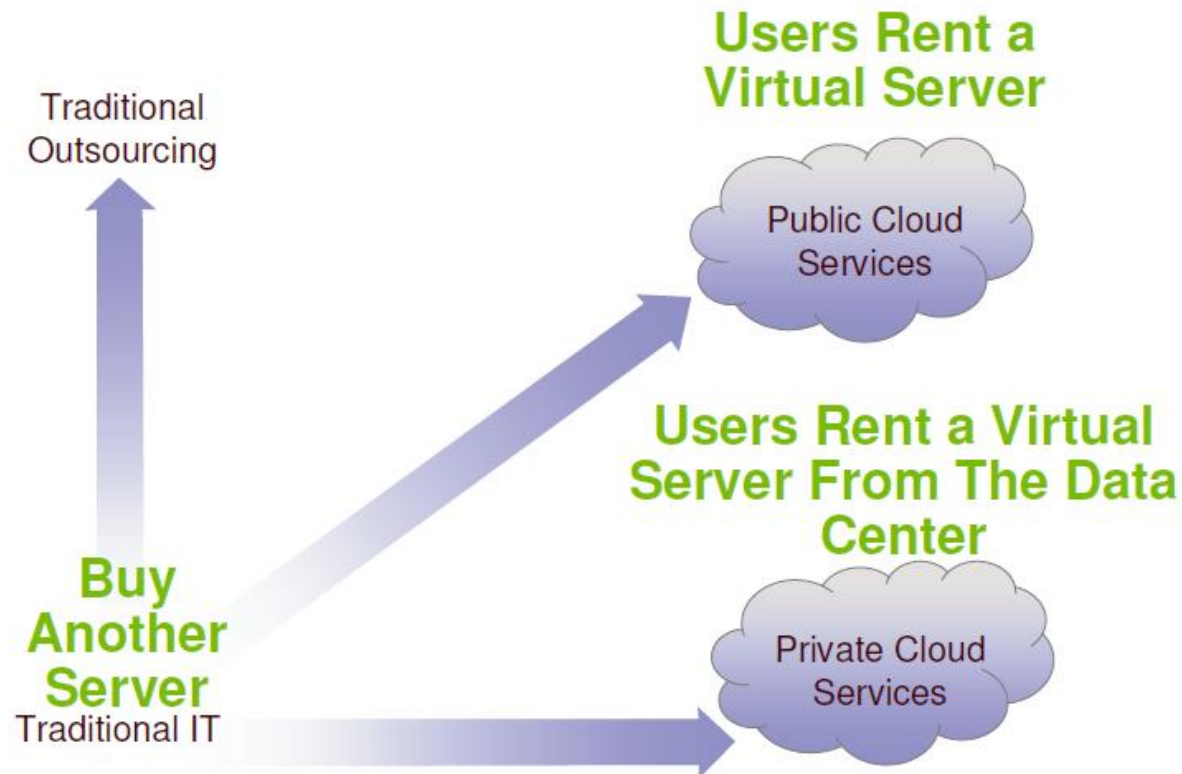 Users Rent a
Virtual Server
Traditional
Outsourcing
Public Cloud
Services
Users Rent a Virtual
Server From The Data
Center
Buy
Another
Server
Traditional IT
Private Cloud
Services